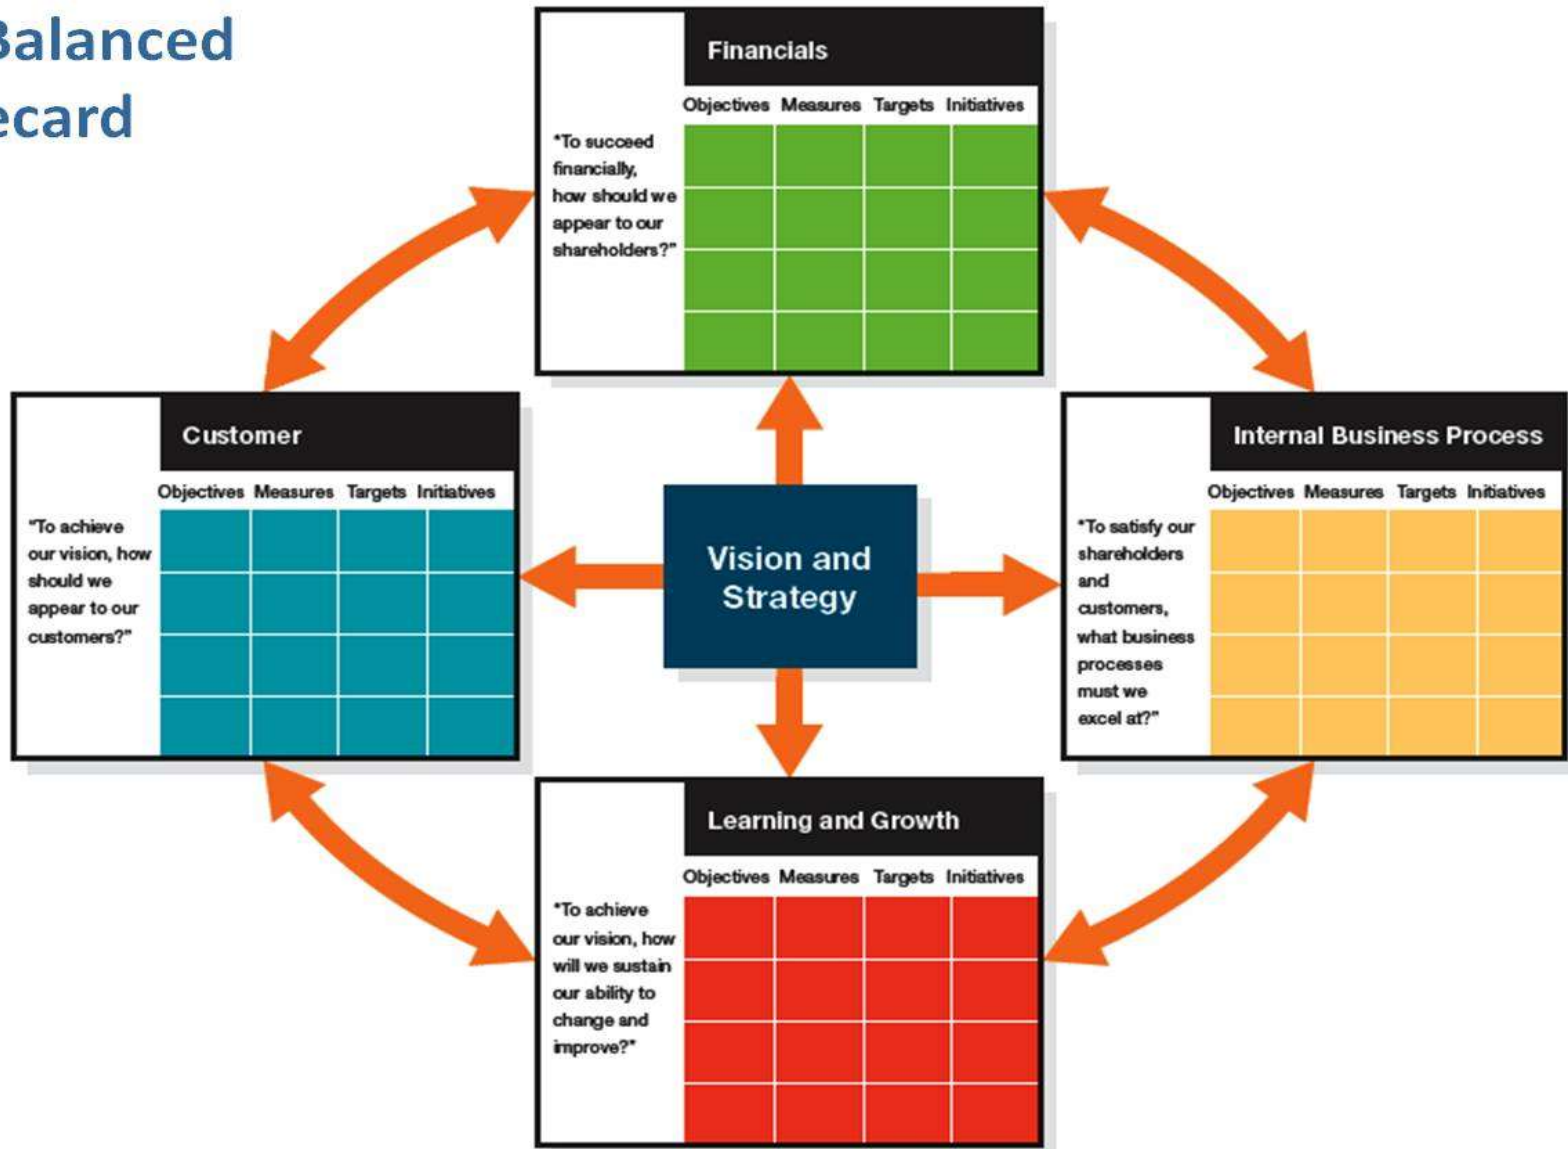 Balanced
ecard
Financials
Objectives Measures Targets Initiatives
"To succeed
financially,
how should we
appear to our
shareholders?"
Customer
Objectives Measures Targets Initiatives
"To achieve
our vision, how
should we
appear to our
customers?"
Vision and
Strategy
Internal Business Process
Objectives Measures Targets Initiatives
"To satisfy our
shareholders
and
customers,
what business
processes
must we
excel at?"
Learning and Growth
Objectives Measures Targets Initiatives
"To achieve
our vision, how
will we sustain
our ability to
change and
improve?"